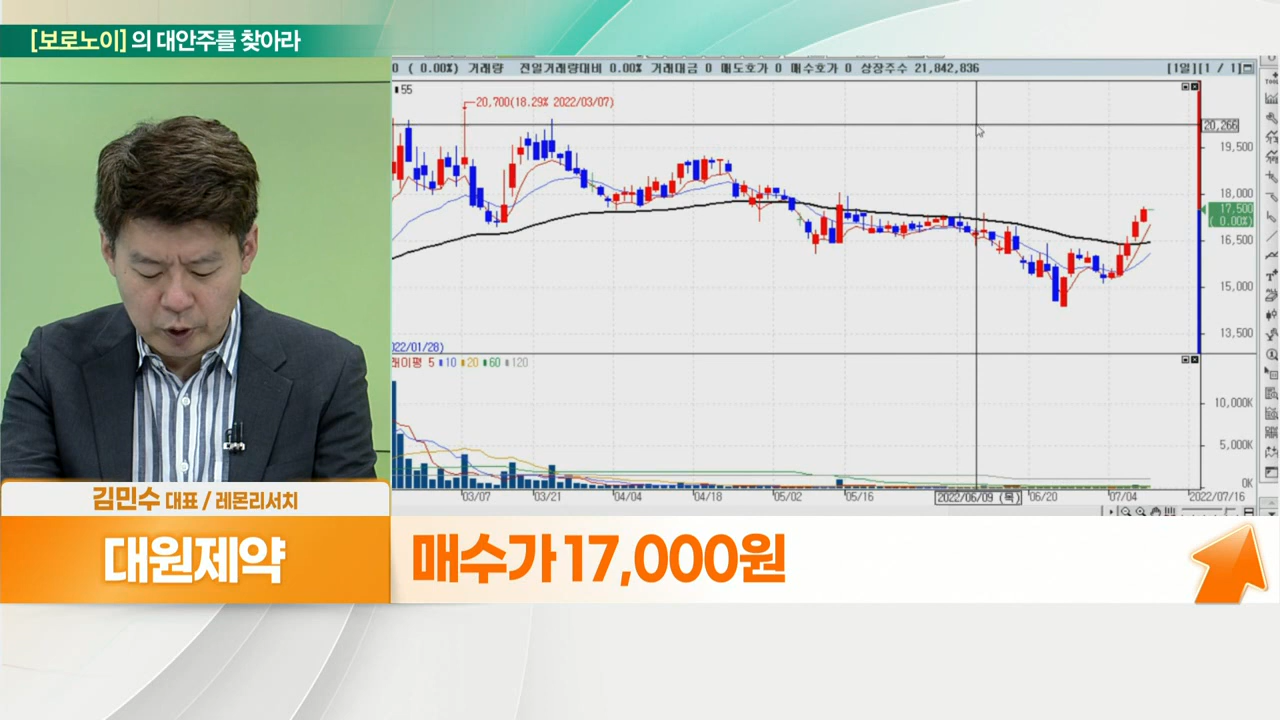 [보로노이] 의 대안주를 찾아라
0 ( 0.00%) 거래량 전일거래량대비 0.00% 거래대금 0 매도호가 0 매수호가 0 상장주수 21,842,836 [1일][1 / 1]
55
20,700(18.29% 2022/03/07)
20,266
19,500
18,000
17,500
( 0.00%)
16,500
15,000
13,500
022/01/28)
래이평 5 10 20 60 120
10,000K
5,000K
0K
03/07 03/21 04/04 04/18 05/02 05/16 2022/06/09 (목) 06/20 07/04 2022/07/16
김민수 대표 / 레몬리서치
대원제약
매수가 17,000원